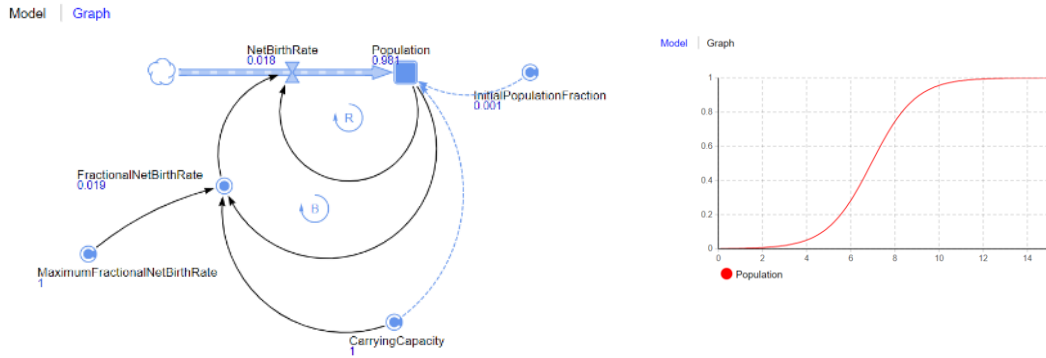 Model Graph
NetBirthRate
0.018
Population
0.981
InitialPopulationFraction
0.001
R
FractionalNetBirthRate
0.019
B
MaximumFractionalNetBirthRate
1
CarryingCapacity
1
Model Graph
1
0.8
0.6
0.4
0.2
0
0 2 4 6 8 10 12 14
Population